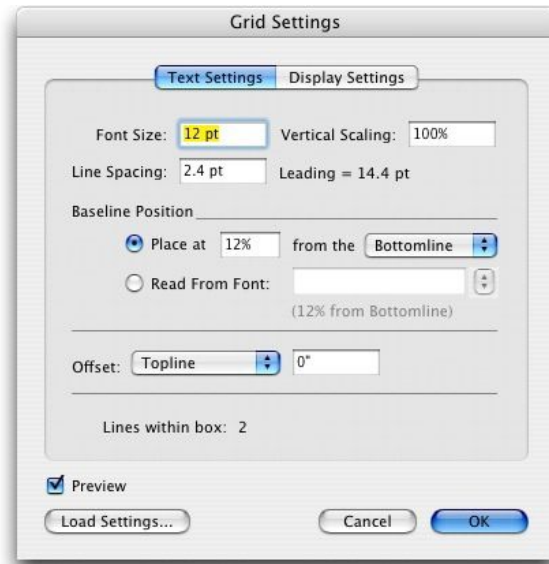 Grid Settings
Text Settings Display Settings
Font Size: 12 pt Vertical Scaling: 100%
Line Spacing: 2.4 pt Leading = 14.4 pt
Baseline Position
Place at 12% from the Bottomline
Read From Font:
(12% from Bottomline)
Offset: Topline 0"
Lines within box: 2
Preview
Load Settings... Cancel OK